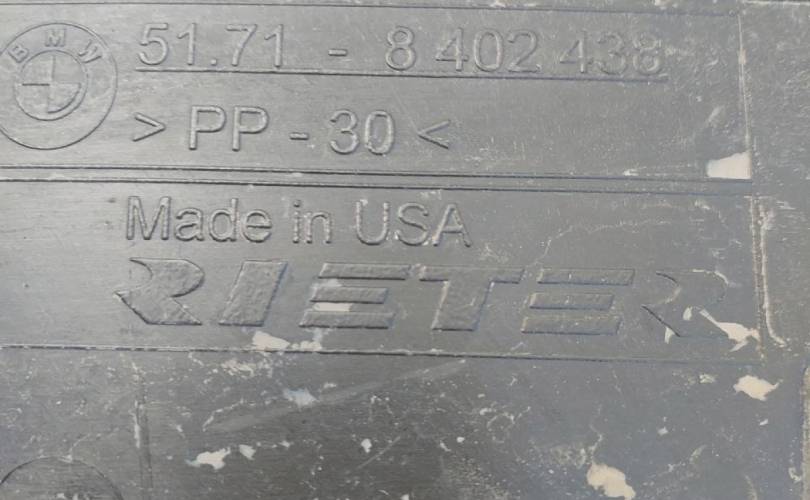 BMW
51.71 - 8 402 438
> PP - 30 <
Made in USA
RIETER